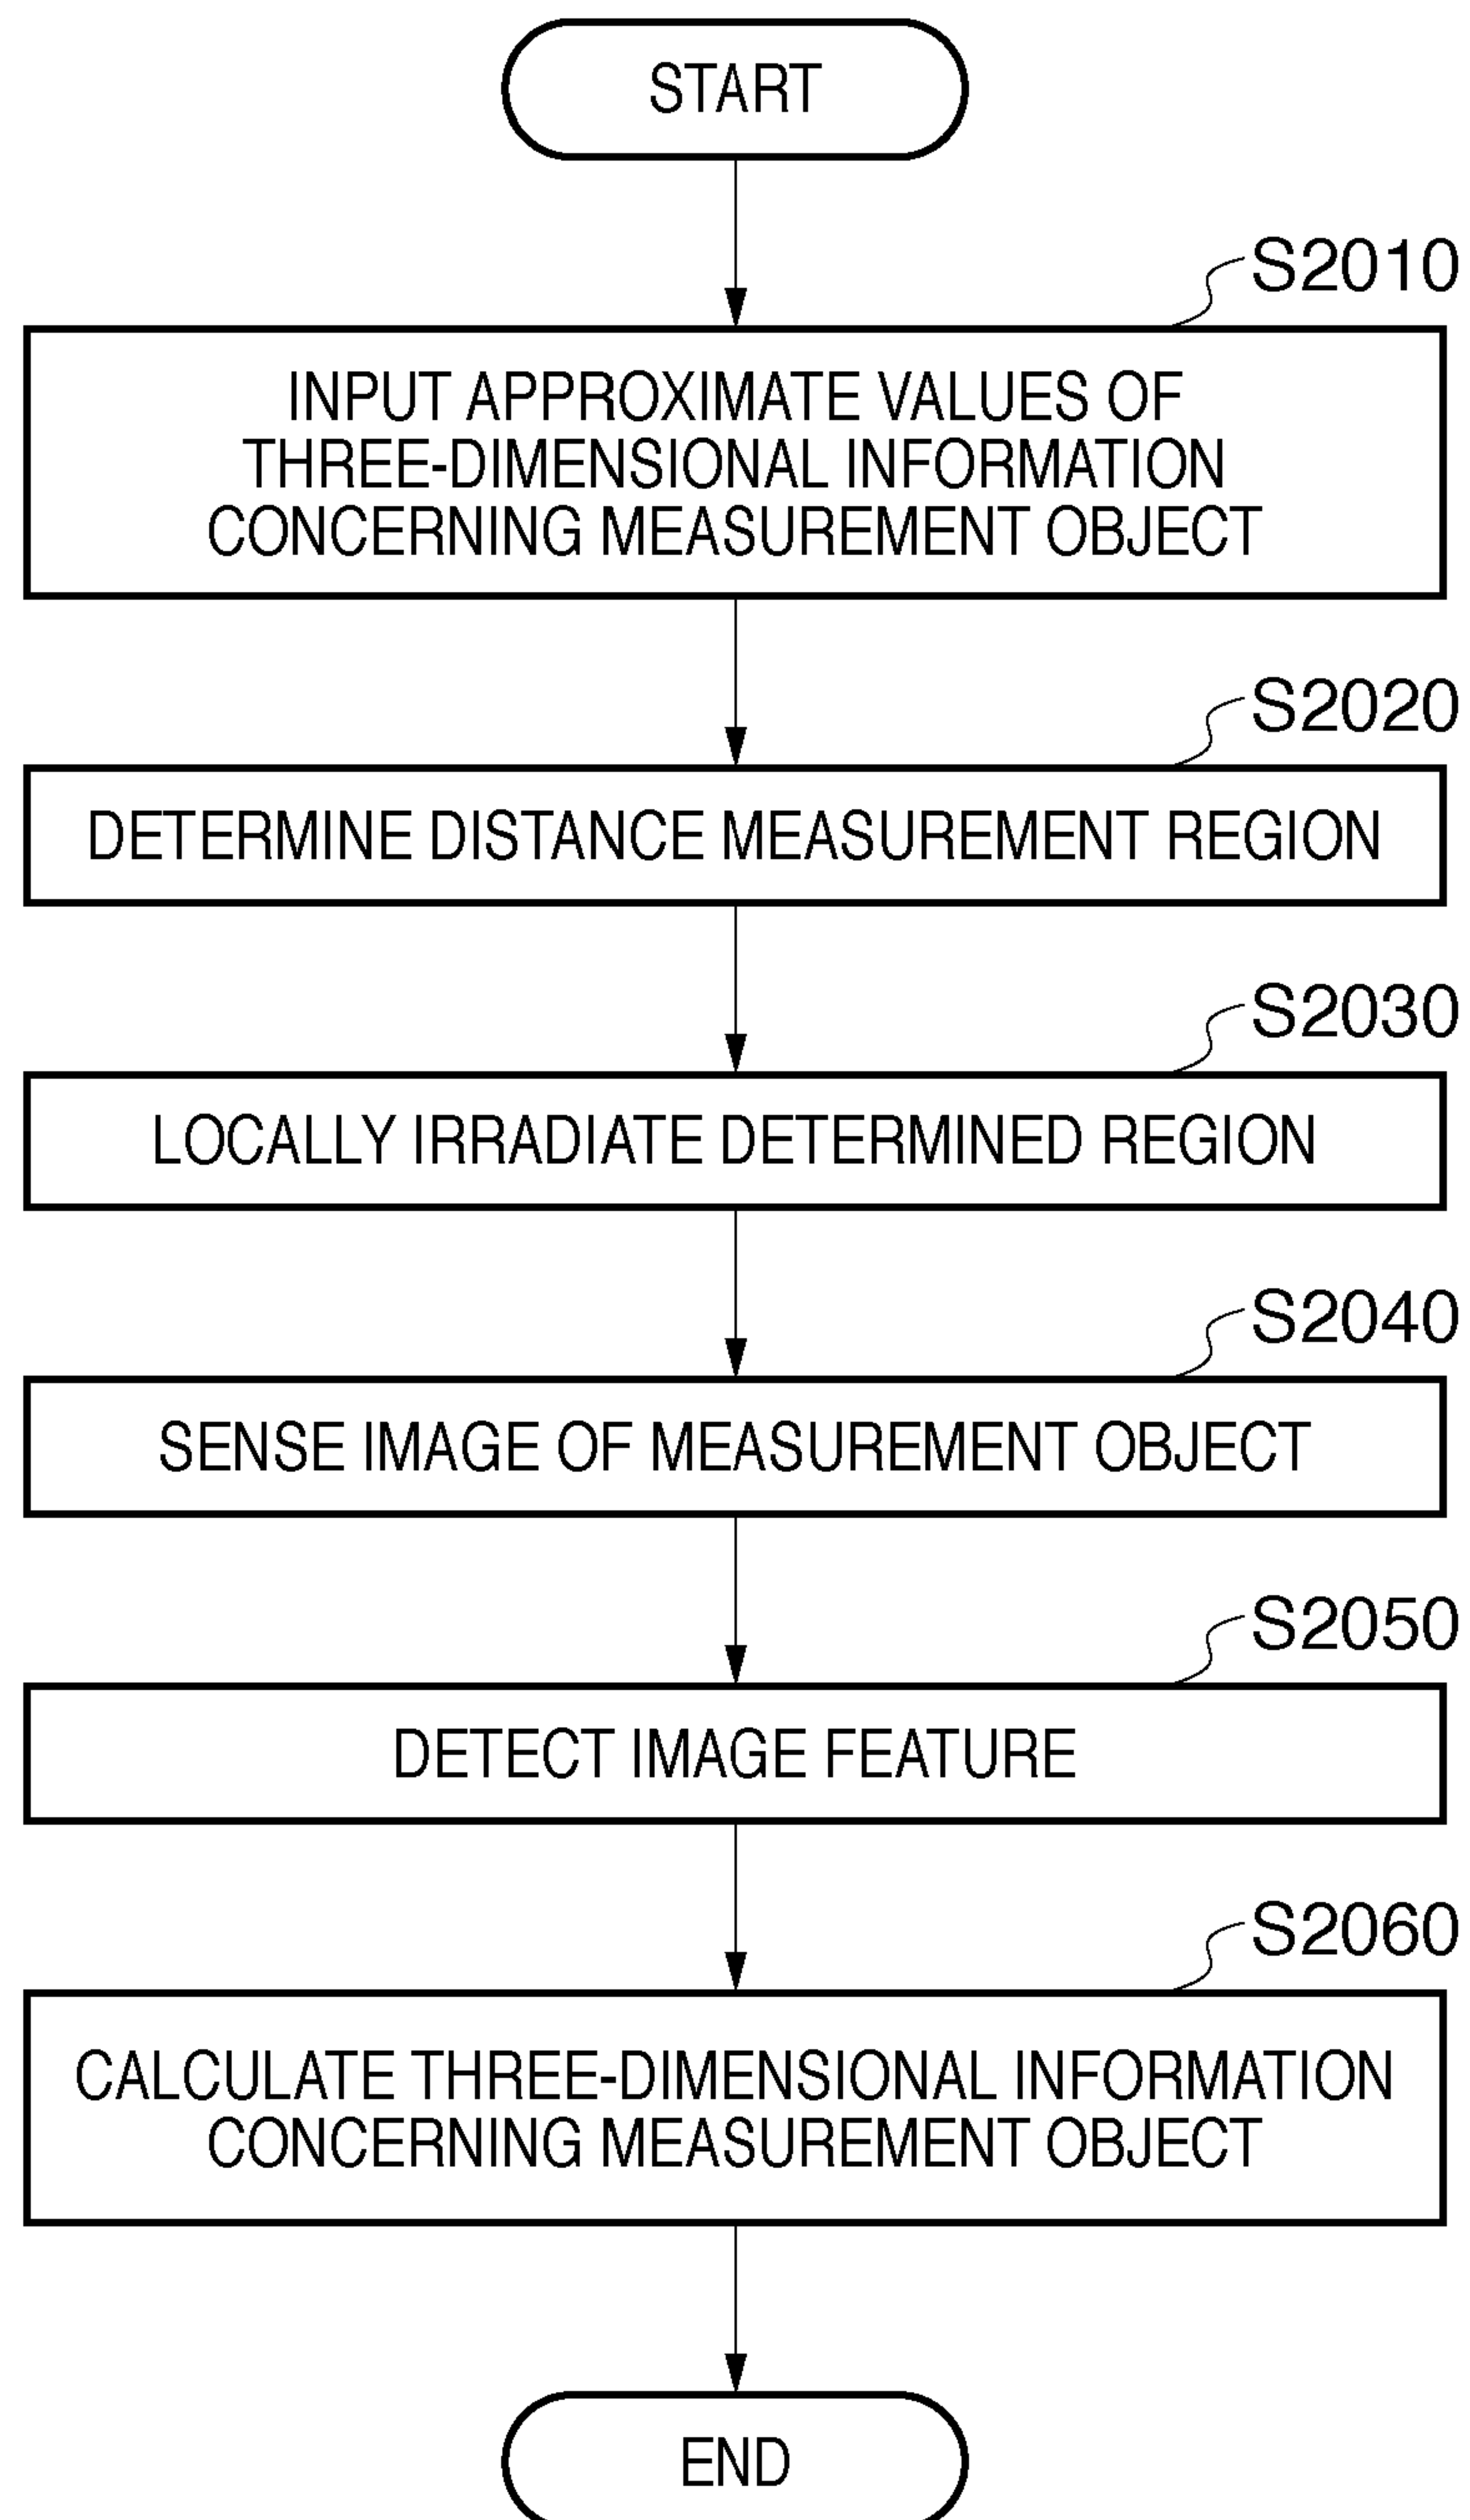 START
S2010
INPUT APPROXIMATE VALUES OF
THREE-DIMENSIONAL INFORMATION
CONCERNING MEASUREMENT OBJECT
S2020
DETERMINE DISTANCE MEASUREMENT REGION
S2030
LOCALLY IRRADIATE DETERMINED REGION
S2040
SENSE IMAGE OF MEASUREMENT OBJECT
S2050
DETECT IMAGE FEATURE
S2060
CALCULATE THREE-DIMENSIONAL INFORMATION
CONCERNING MEASUREMENT OBJECT
END